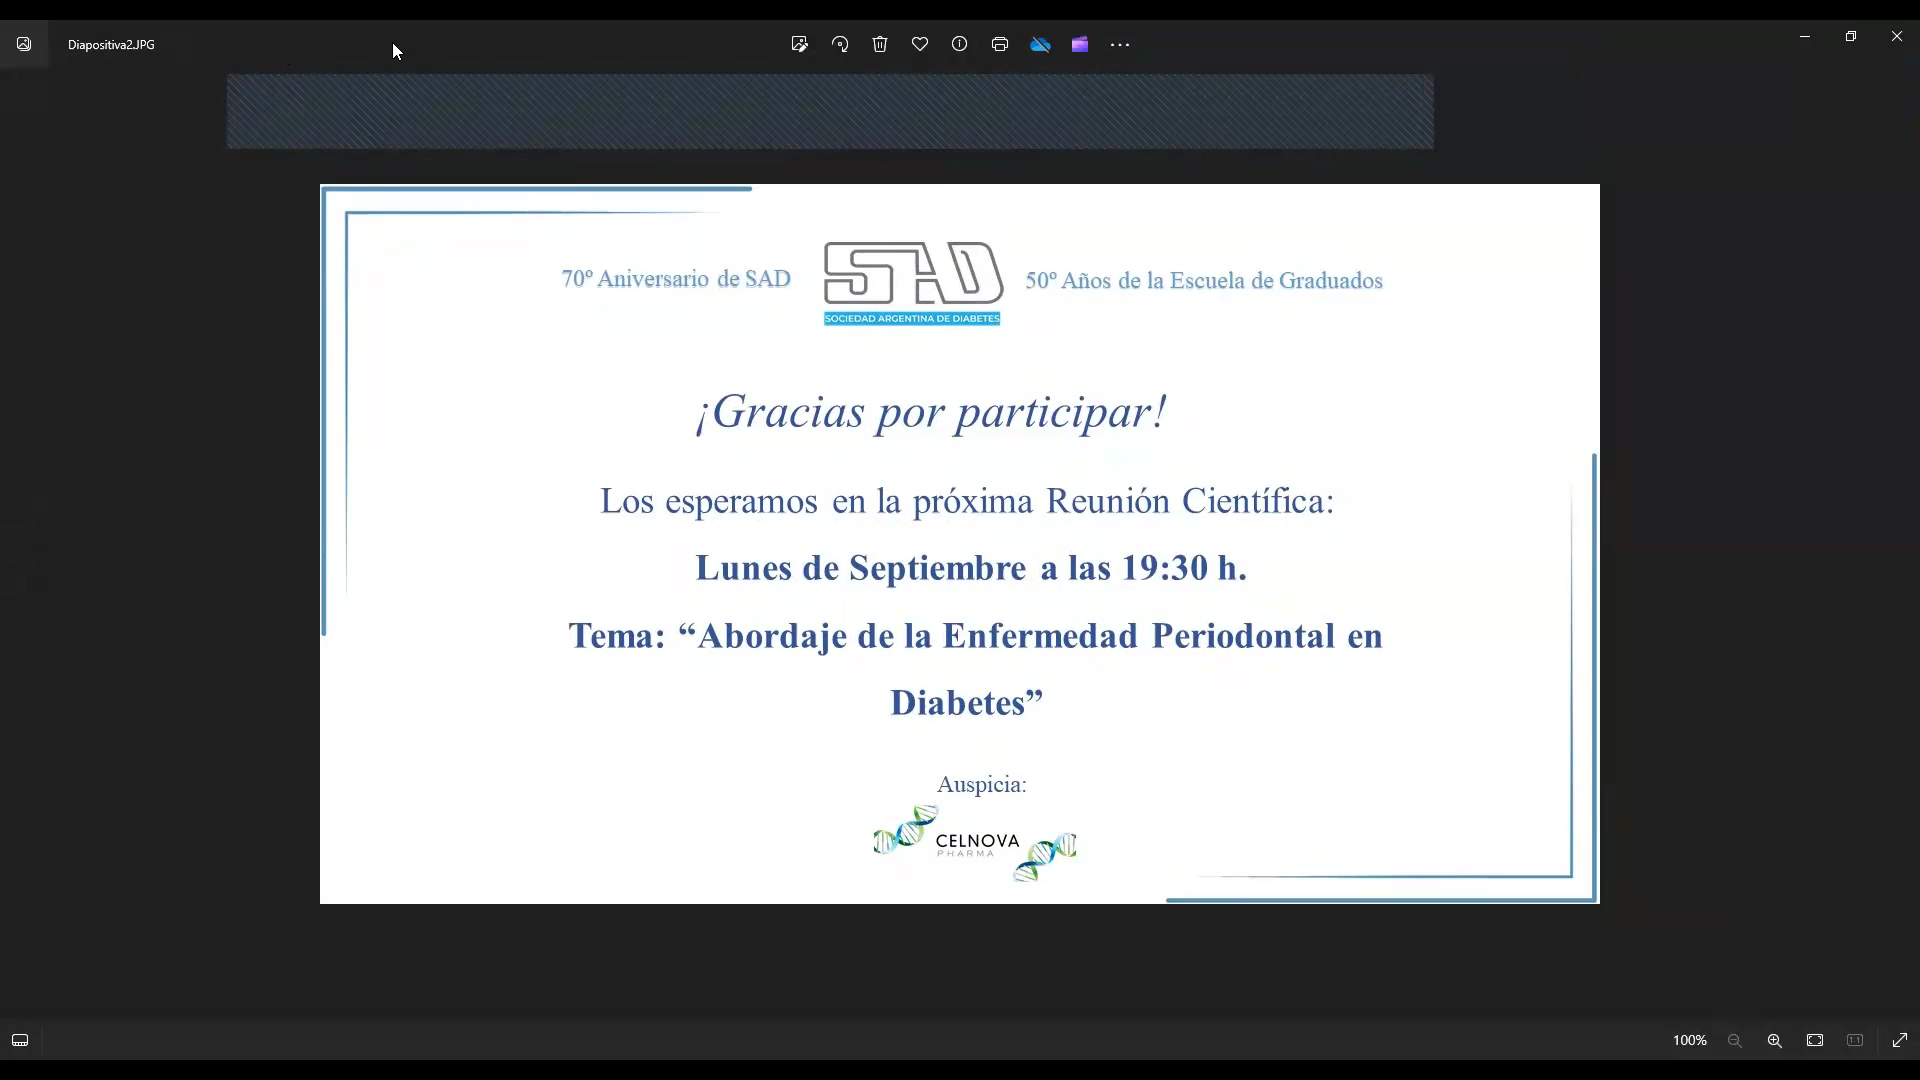 Diapositiva2.JPG
70º Aniversario de SAD
SAD
SOCIEDAD ARGENTINA DE DIABETES
50º Años de la Escuela de Graduados
¡Gracias por participar!
Los esperamos en la próxima Reunión Científica:
Lunes de Septiembre a las 19:30 h.
Tema: “Abordaje de la Enfermedad Periodontal en
Diabetes”
Auspicia:
CELNOVA
PHARMA
100%